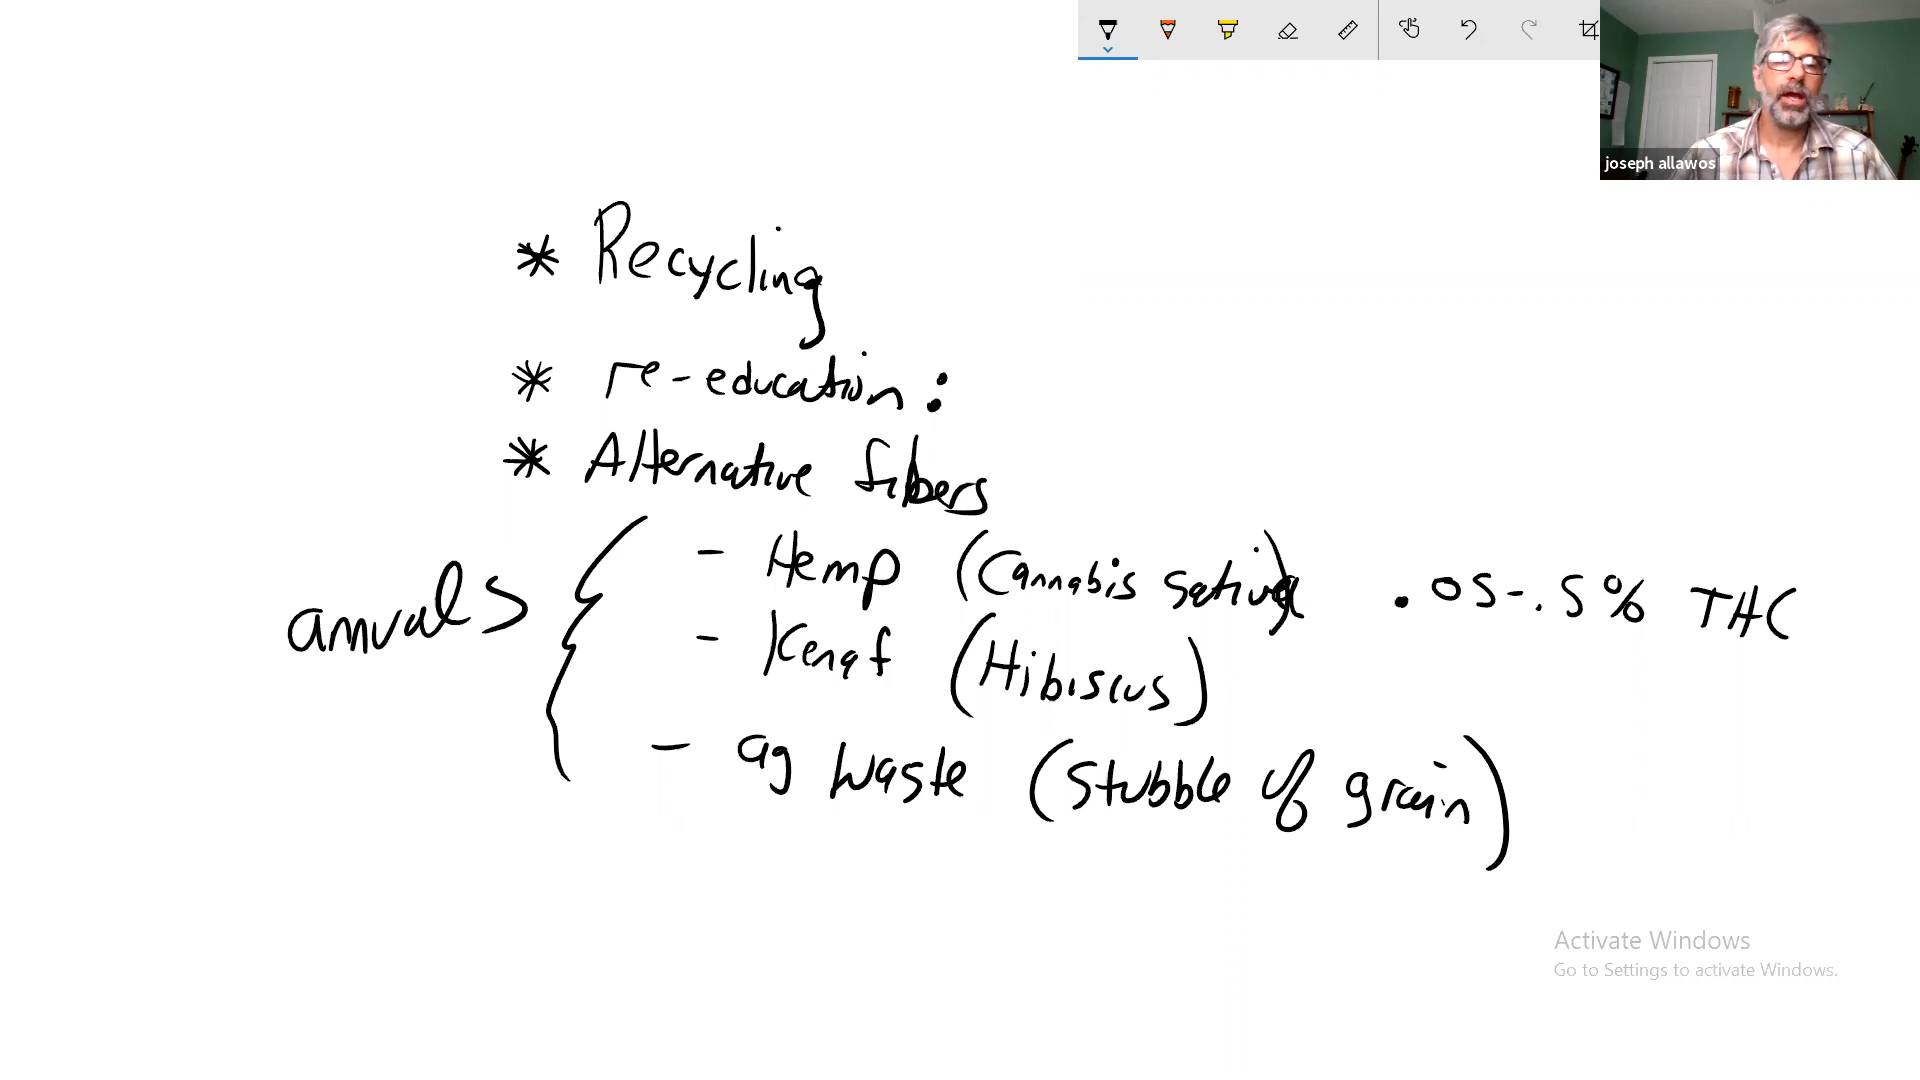 joseph allawos
* Recycling
* re-education:
* Alternative fibers
- Hemp (Cannabis sativa) .05-.5% THC
annuals
- Kenaf (Hibiscus)
- ag waste (stubble of grain)
Activate Windows
Go to Settings to activate Windows.